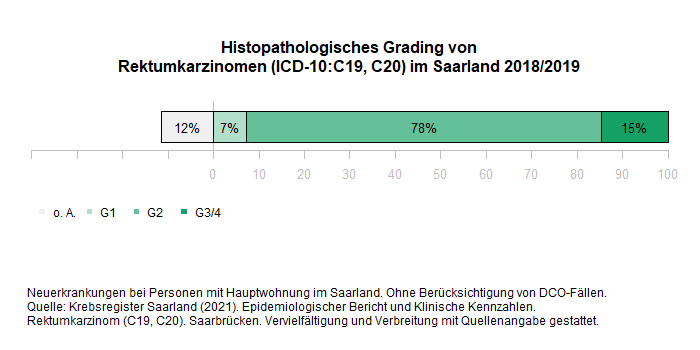 Histopathologisches Grading von
Rektumkarzinomen (ICD-10:C19, C20) im Saarland 2018/2019
12% 7% 78% 15%
0 10 20 30 40 50 60 70 80 90 100
o. A. G1 G2 G3/4
Neuerkrankungen bei Personen mit Hauptwohnung im Saarland. Ohne Berücksichtigung von DCO-Fällen.
Quelle: Krebsregister Saarland (2021). Epidemiologischer Bericht und Klinische Kennzahlen.
Rektumkarzinom (C19, C20). Saarbrücken. Vervielfältigung und Verbreitung mit Quellenangabe gestattet.